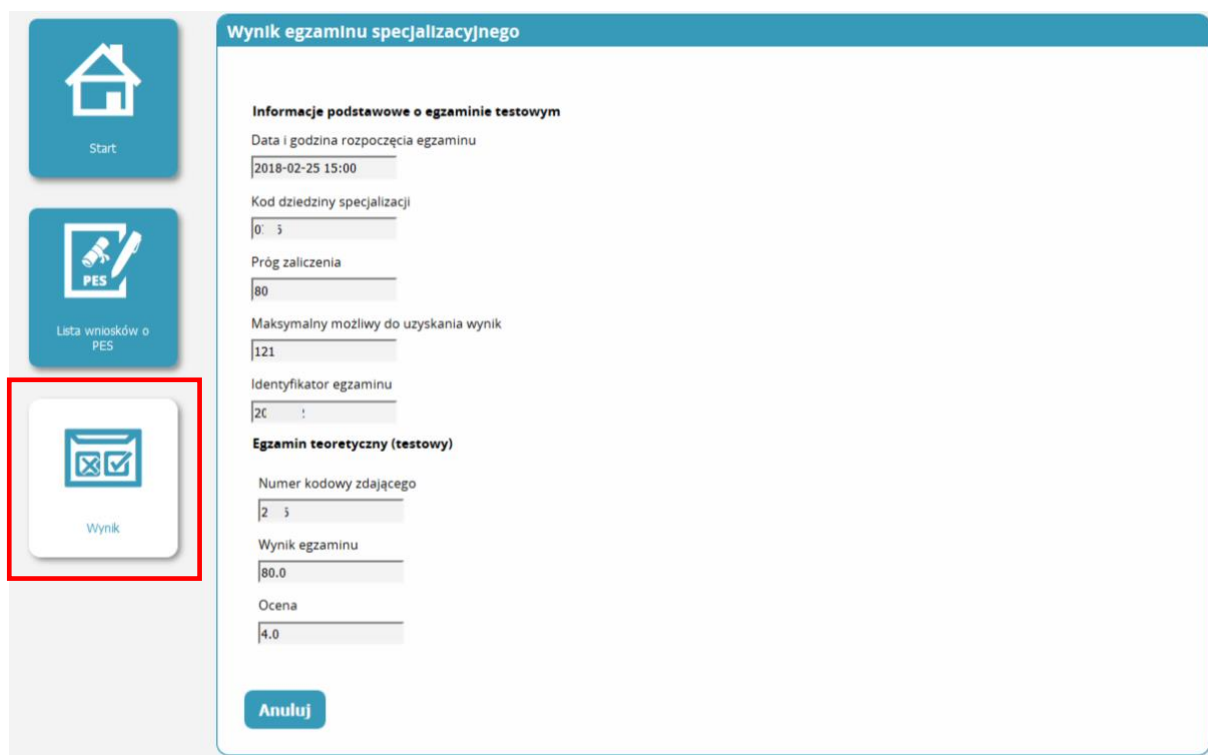 Start
PES
Lista wniosków o
PES
Wynik
Wynik egzaminu specjalizacyjnego
Informacje podstawowe o egzaminie testowym
Data i godzina rozpoczęcia egzaminu
2018-02-25 15:00
Kod dziedziny specjalizacji
Próg zaliczenia
80
Maksymalny możliwy do uzyskania wynik
121
Identyfikator egzaminu
Egzamin teoretyczny (testowy)
Numer kodowy zdającego
Wynik egzaminu
80.0
Ocena
4.0
Anuluj